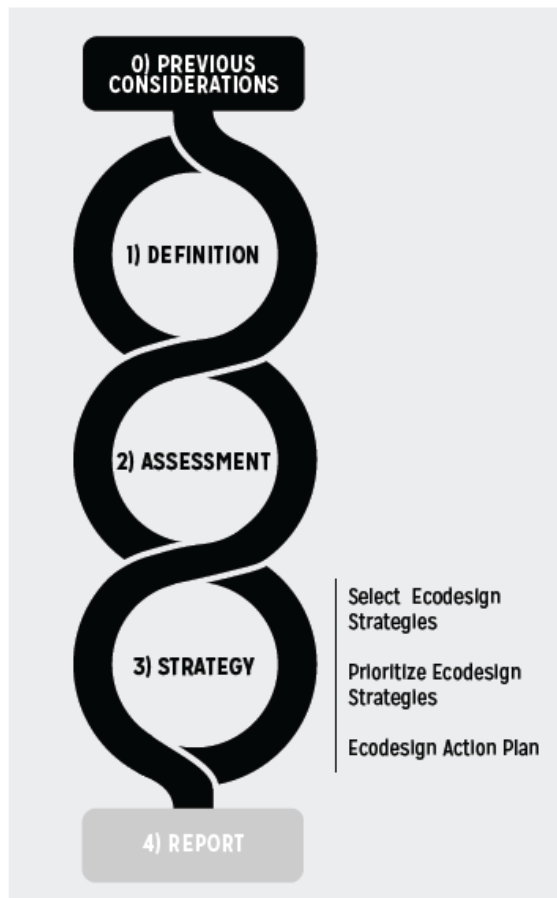 0) PREVIOUS
CONSIDERATIONS
1) DEFINITION
2) ASSESSMENT
3) STRATEGY
Select Ecodesign
Strategies
Prioritize Ecodesign
Strategies
Ecodesign Action Plan
4) REPORT